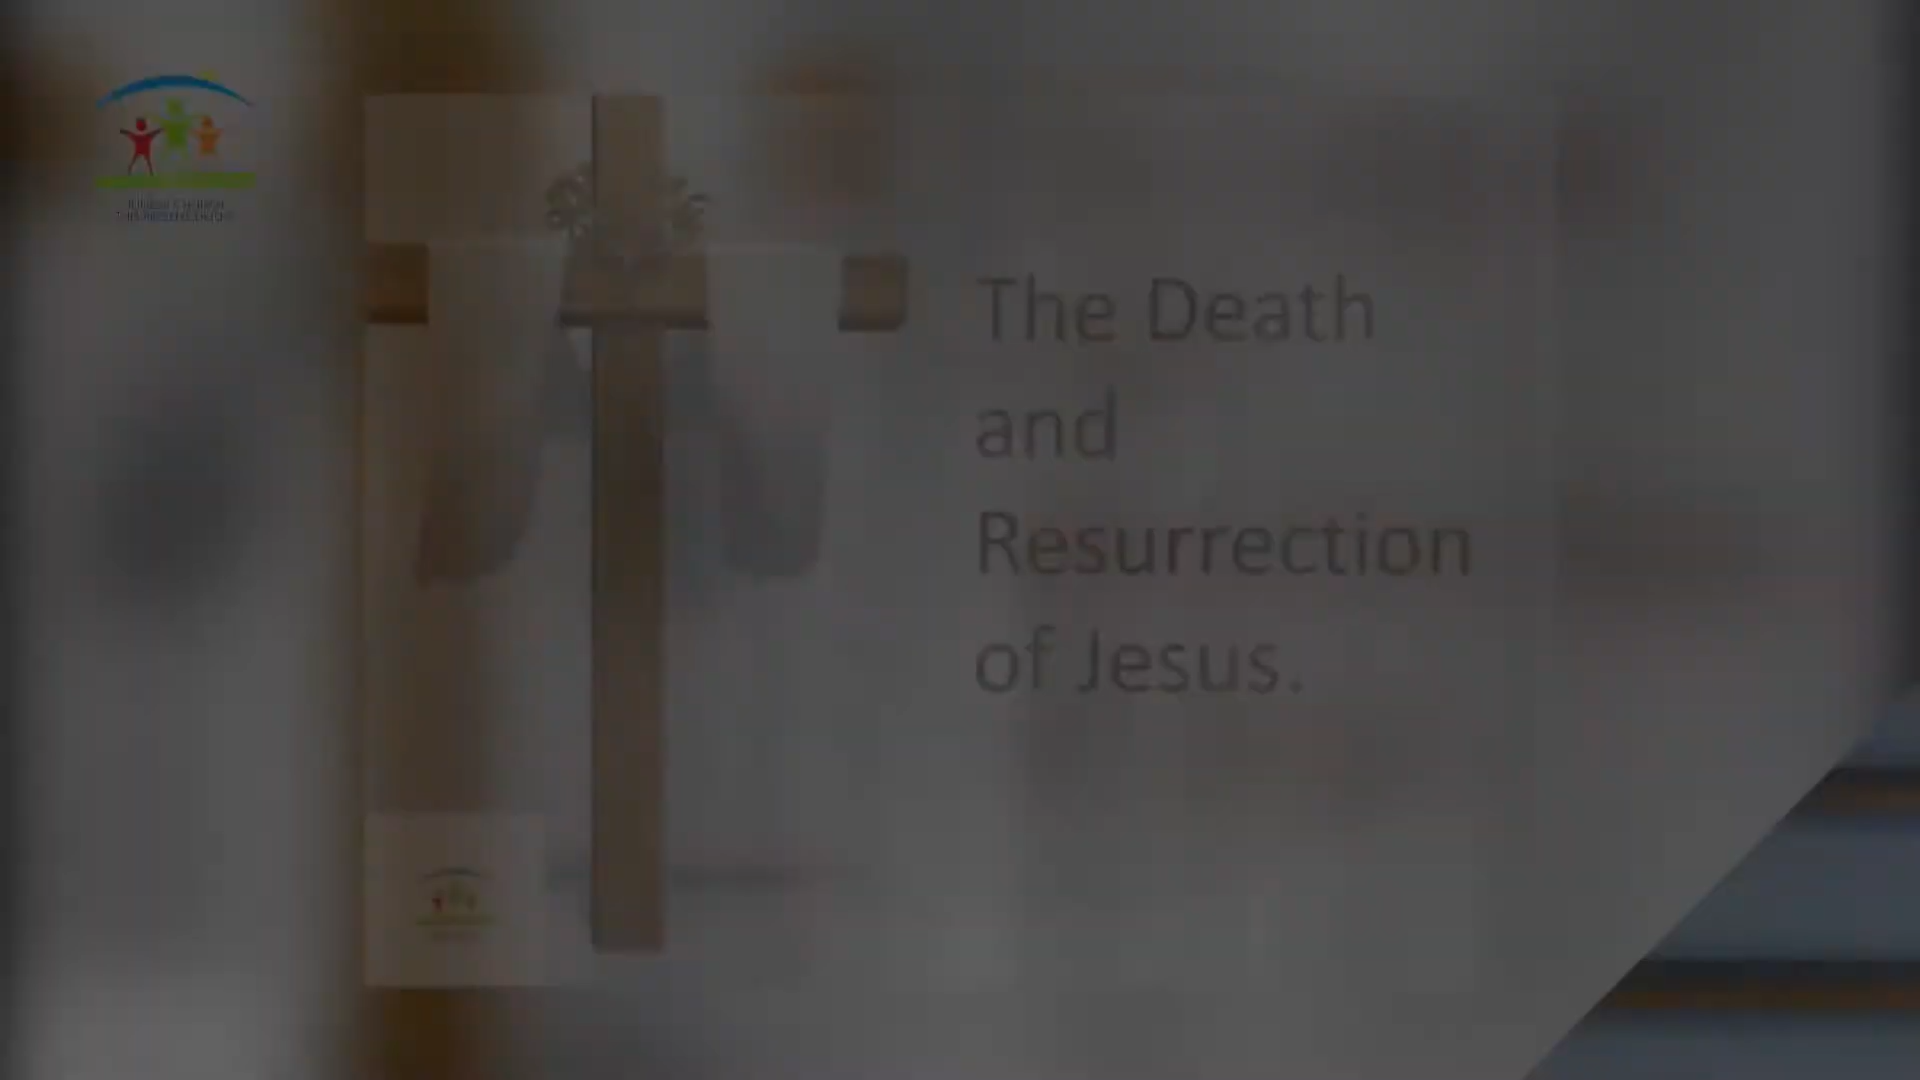 The Death
and
Resurrection
of Jesus.